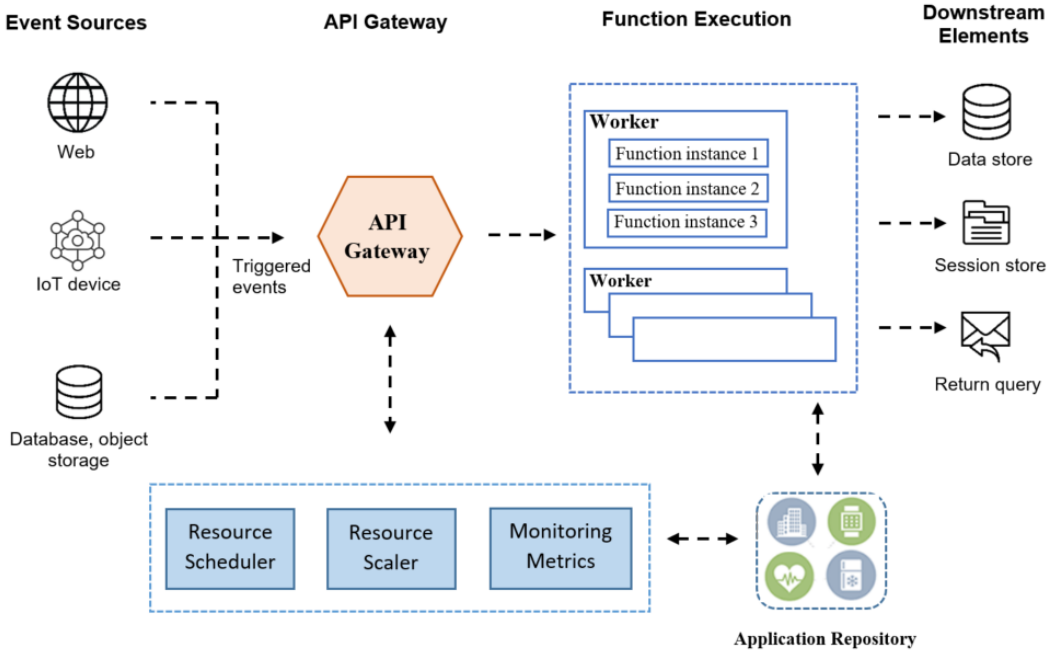 Event Sources
API Gateway
Function Execution
Downstream
Elements
Web
IoT device
Database, object
storage
Triggered
events
API
Gateway
Worker
Function instance 1
Function instance 2
Function instance 3
Worker
Data store
Session store
Return query
Resource
Scheduler
Resource
Scaler
Monitoring
Metrics
Application Repository